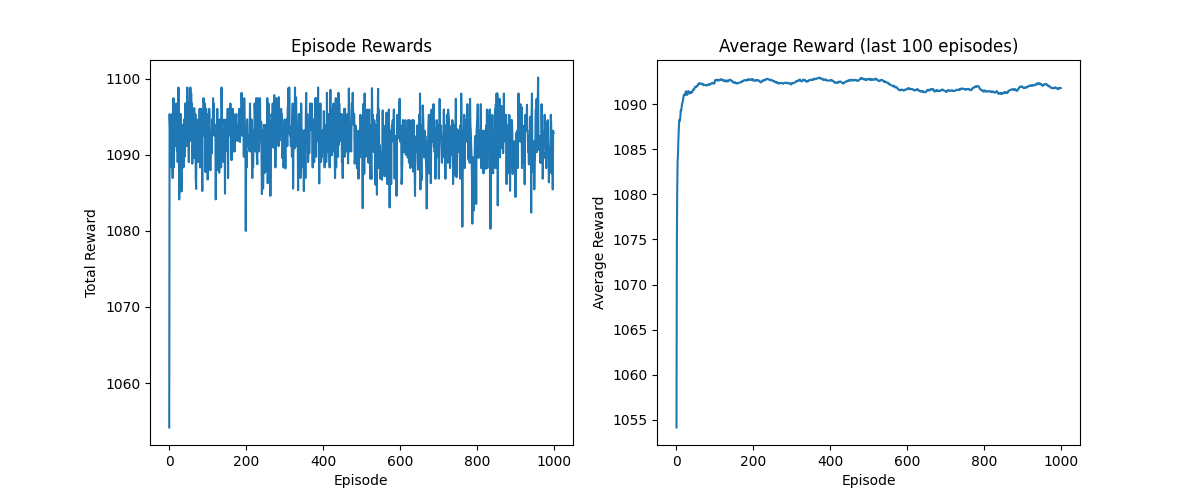 Episode Rewards
Total Reward
1100
1090
1080
1070
1060
0 200 400 600 800 1000
Episode
Average Reward (last 100 episodes)
Average Reward
1090
1085
1080
1075
1070
1065
1060
1055
0 200 400 600 800 1000
Episode